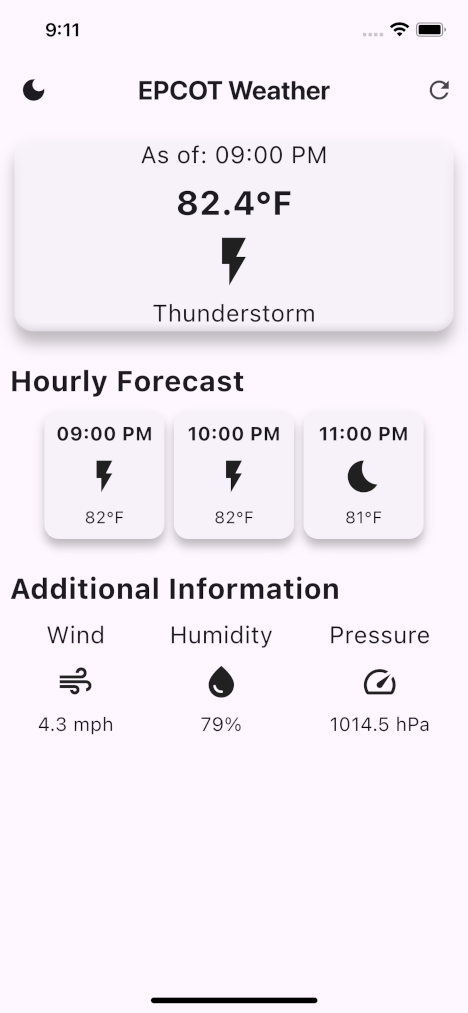 9:11
EPCOT Weather
As of: 09:00 PM
82.4°F
Thunderstorm
Hourly Forecast
09:00 PM 10:00 PM 11:00 PM
82°F 82°F 81°F
Additional Information
Wind Humidity Pressure
4.3 mph 79% 1014.5 hPa